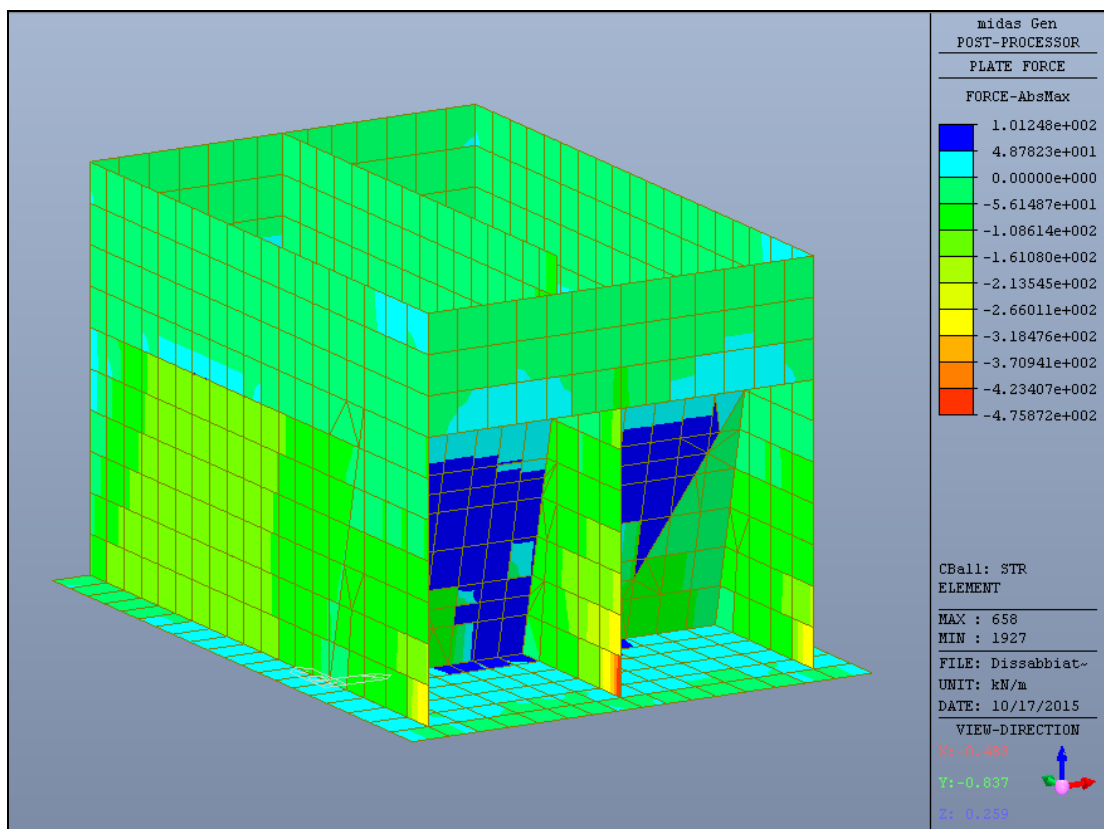 midas Gen
POST-PROCESSOR
PLATE FORCE
FORCE-AbsMax
1.01248e+002
4.87823e+001
0.00000e+000
-5.61487e+001
-1.08614e+002
-1.61080e+002
-2.13545e+002
-2.66011e+002
-3.18476e+002
-3.70941e+002
-4.23407e+002
-4.75872e+002
CBall: STR
ELEMENT
MAX : 658
MIN : 1927
FILE: Dissabbiat~
UNIT: kN/m
DATE: 10/17/2015
VIEW-DIRECTION
X:-0.483
Y:-0.837
Z: 0.259